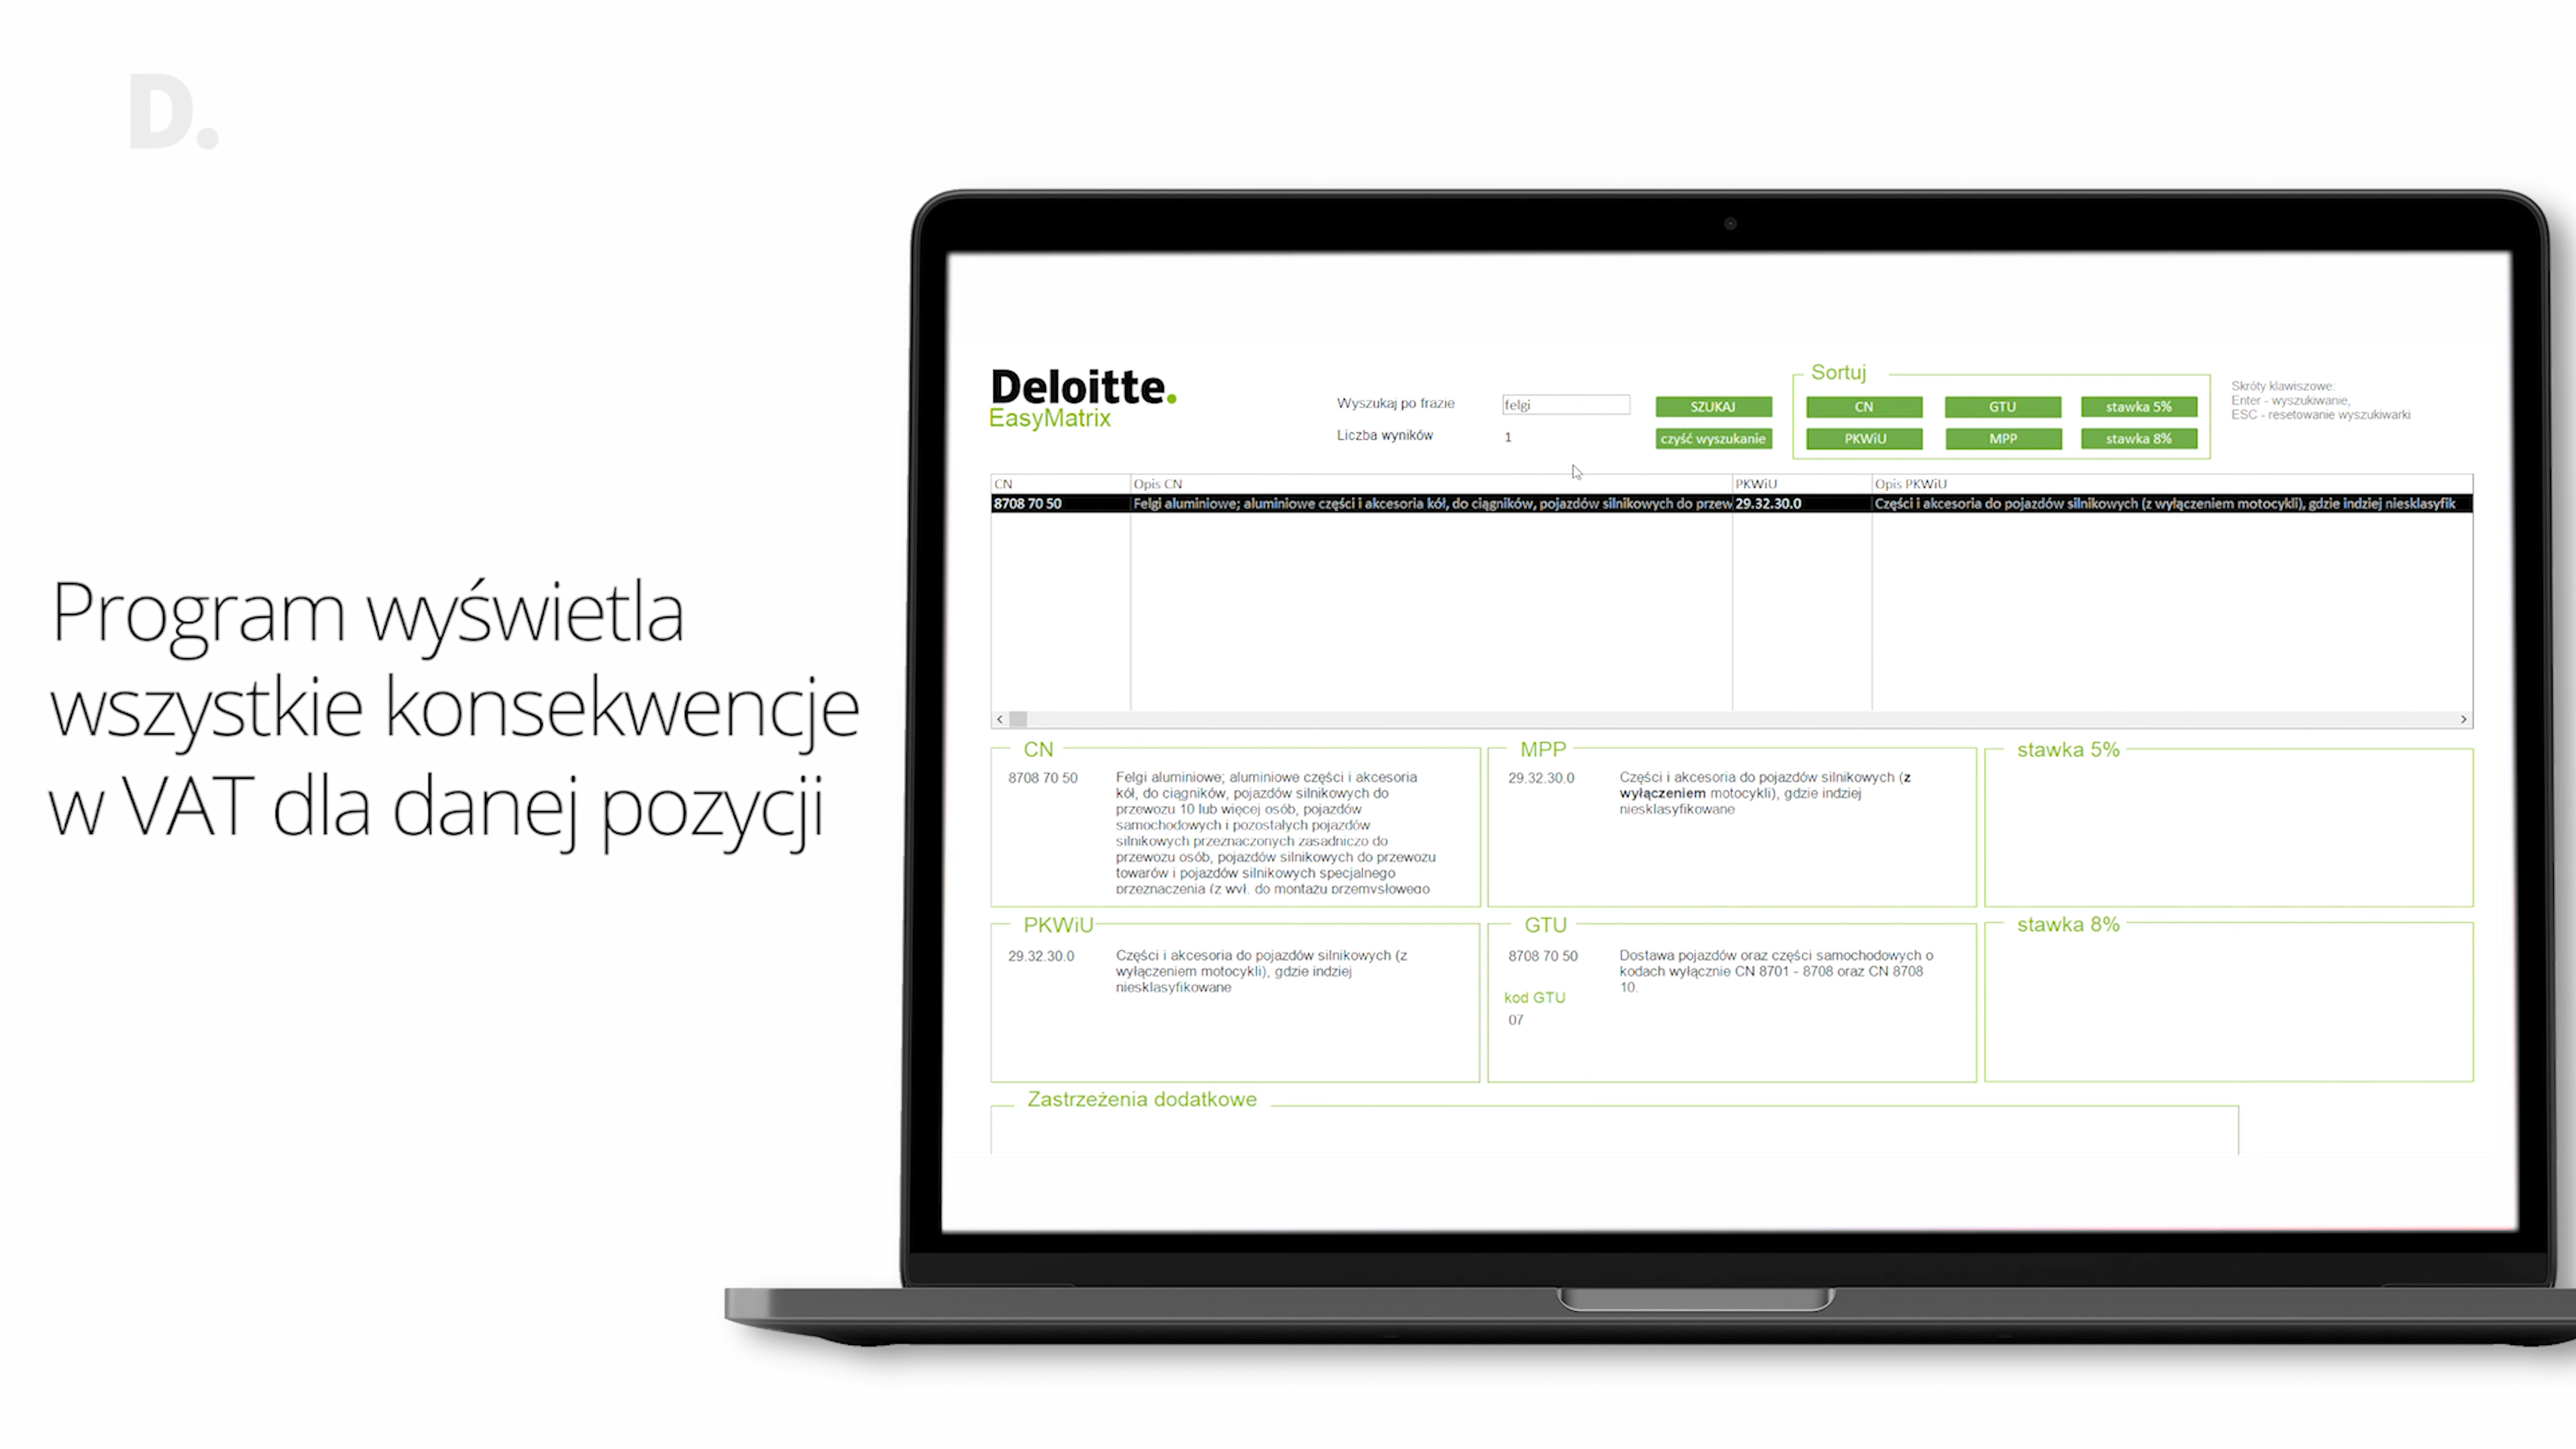 D.
Program wyświetla
wszystkie konsekwencje
w VAT dla danej pozycji
Deloitte.
EasyMatrix
Wyszukaj po frazie
felgi
SZUKAJ
Liczba wyników
1
czyść wyszukanie
Sortuj
CN
GTU
stawka 5%
PKWiU
MPP
stawka 8%
Skróty klawiszowe:
Enter - wyszukiwanie,
ESC - resetowanie wyszukiwarki
CN
Opis CN
PKWiU
Opis PKWiU
8708 70 50
Felgi aluminiowe; aluminiowe części i akcesoria kół, do ciągników, pojazdów silnikowych do przew
29.32.30.0
Części i akcesoria do pojazdów silnikowych (z wyłączeniem motocykli), gdzie indziej niesklasyfik
CN
8708 70 50
Felgi aluminiowe; aluminiowe części i akcesoria
kół, do ciągników, pojazdów silnikowych do
przewozu 10 lub więcej osób, pojazdów
samochodowych i pozostałych pojazdów
silnikowych przeznaczonych zasadniczo do
przewozu osób, pojazdów silnikowych do przewozu
towarów i pojazdów silnikowych specjalnego
przeznaczenia (z wył. do montażu przemysłowego
MPP
29.32.30.0
Części i akcesoria do pojazdów silnikowych (z
wyłączeniem motocykli), gdzie indziej
niesklasyfikowane
stawka 5%
PKWiU
29.32.30.0
Części i akcesoria do pojazdów silnikowych (z
wyłączeniem motocykli), gdzie indziej
niesklasyfikowane
GTU
8708 70 50
Dostawa pojazdów oraz części samochodowych o
kodach wyłącznie CN 8701 - 8708 oraz CN 8708
10.
kod GTU
07
stawka 8%
Zastrzeżenia dodatkowe